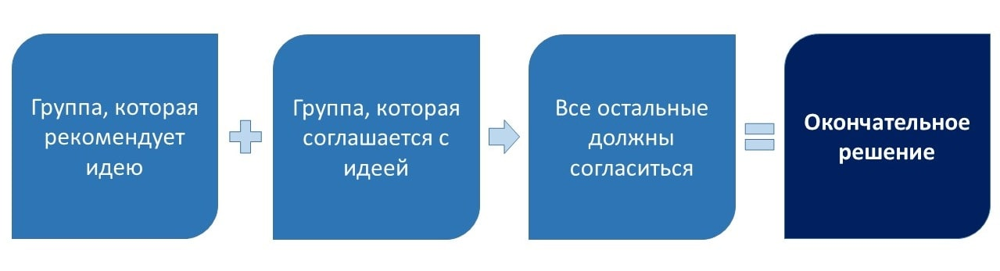 Группа, которая
рекомендует
идею
Группа, которая
соглашается с
идеей
Все остальные
должны
согласиться
Окончательное
решение